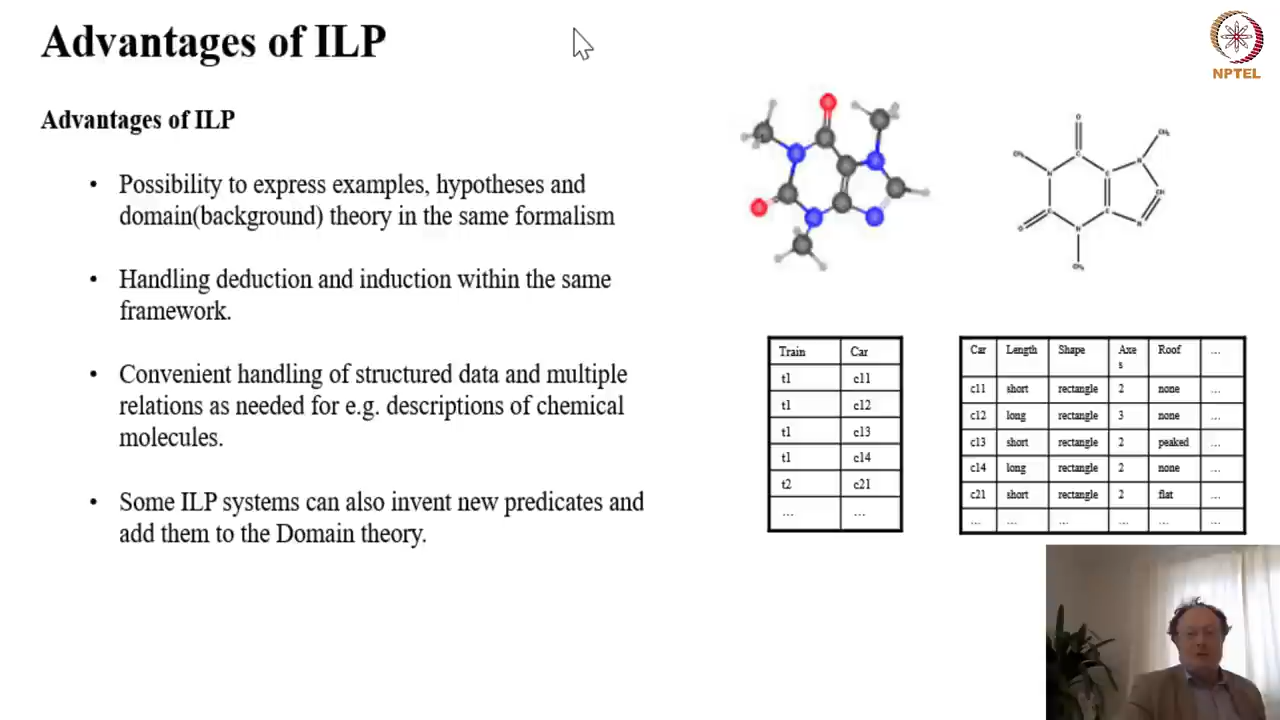 Advantages of ILP
NPTEL
Advantages of ILP
• Possibility to express examples, hypotheses and
domain(background) theory in the same formalism
• Handling deduction and induction within the same
framework.
• Convenient handling of structured data and multiple
relations as needed for e.g. descriptions of chemical
molecules.
• Some ILP systems can also invent new predicates and
add them to the Domain theory.
Train Car
t1 c11
t1 c12
t1 c13
t1 c14
t2 c21
... ...
Car Length Shape Axe Roof ...
s
c11 short rectangle 2 none ...
c12 long rectangle 3 none ...
c13 short rectangle 2 peaked ...
c14 long rectangle 2 none ...
c21 short rectangle 2 flat ...
... ... ... ... ... ...